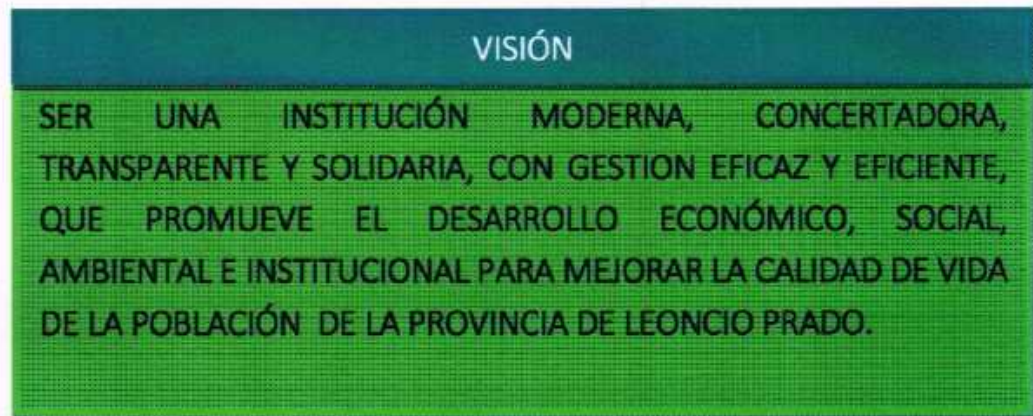 VISIÓN
SER UNA INSTITUCIÓN MODERNA, CONCERTADORA,
TRANSPARENTE Y SOLIDARIA, CON GESTION EFICAZ Y EFICIENTE,
QUE PROMUEVE EL DESARROLLO ECONÓMICO, SOCIAL,
AMBIENTAL E INSTITUCIONAL PARA MEJORAR LA CALIDAD DE VIDA
DE LA POBLACIÓN DE LA PROVINCIA DE LEONCIO PRADO.